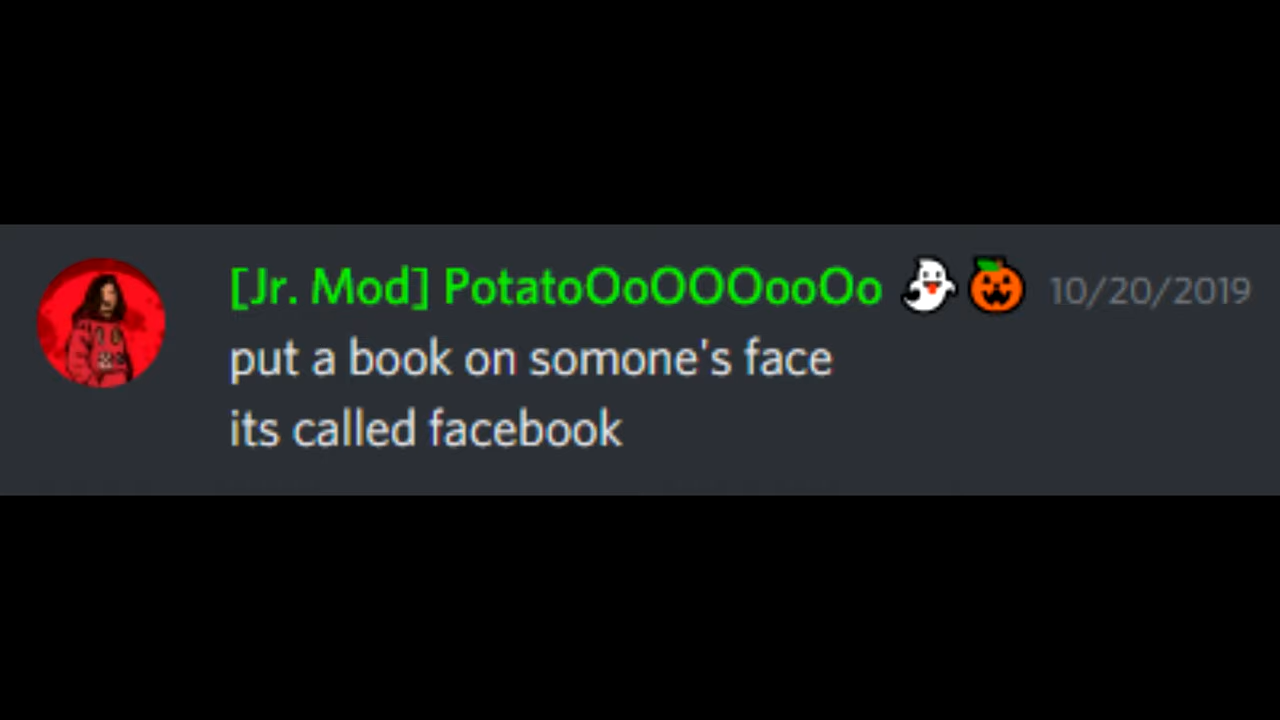 [Jr. Mod] PotatoOoOOOooOo 👻🎃 10/20/2019
put a book on somone's face
its called facebook